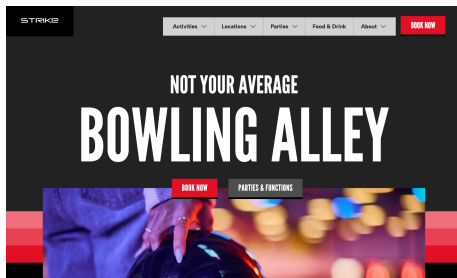 STRIKE
Activities
Locations
Parties
Food & Drink
About
BOOK NOW
NOT YOUR AVERAGE
BOWLING ALLEY
BOOK NOW
PARTIES & FUNCTIONS